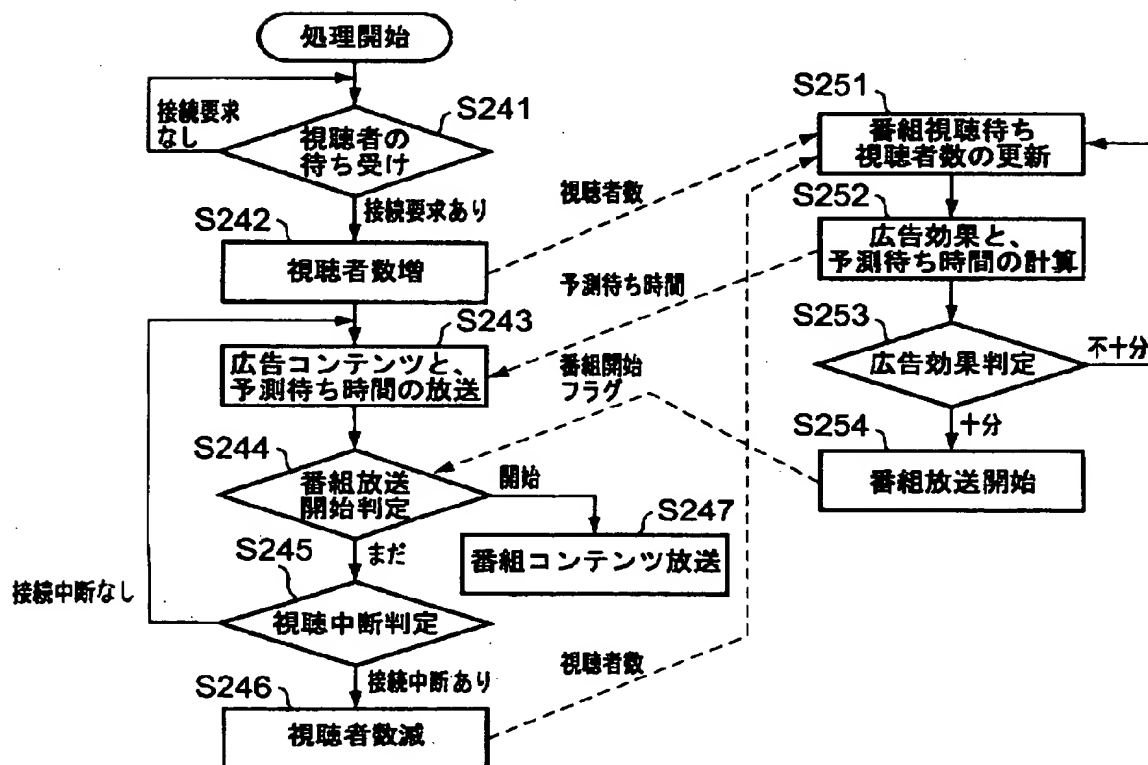 処理開始
接続要求
なし
S241
視聴者の
待ち受け
接続要求あり
S242
視聴者数増
S243
広告コンテンツと、
予測待ち時間の放送
S244
番組放送
開始判定
開始
S247
番組コンテンツ放送
まだ
S245
接続中断なし
視聴中断判定
接続中断あり
S246
視聴者数減
視聴者数
予測待ち時間
番組開始
フラグ
視聴者数
S251
番組視聴待ち
視聴者数の更新
S252
広告効果と、
予測待ち時間の計算
S253
広告効果判定
不十分
十分
S254
番組放送開始